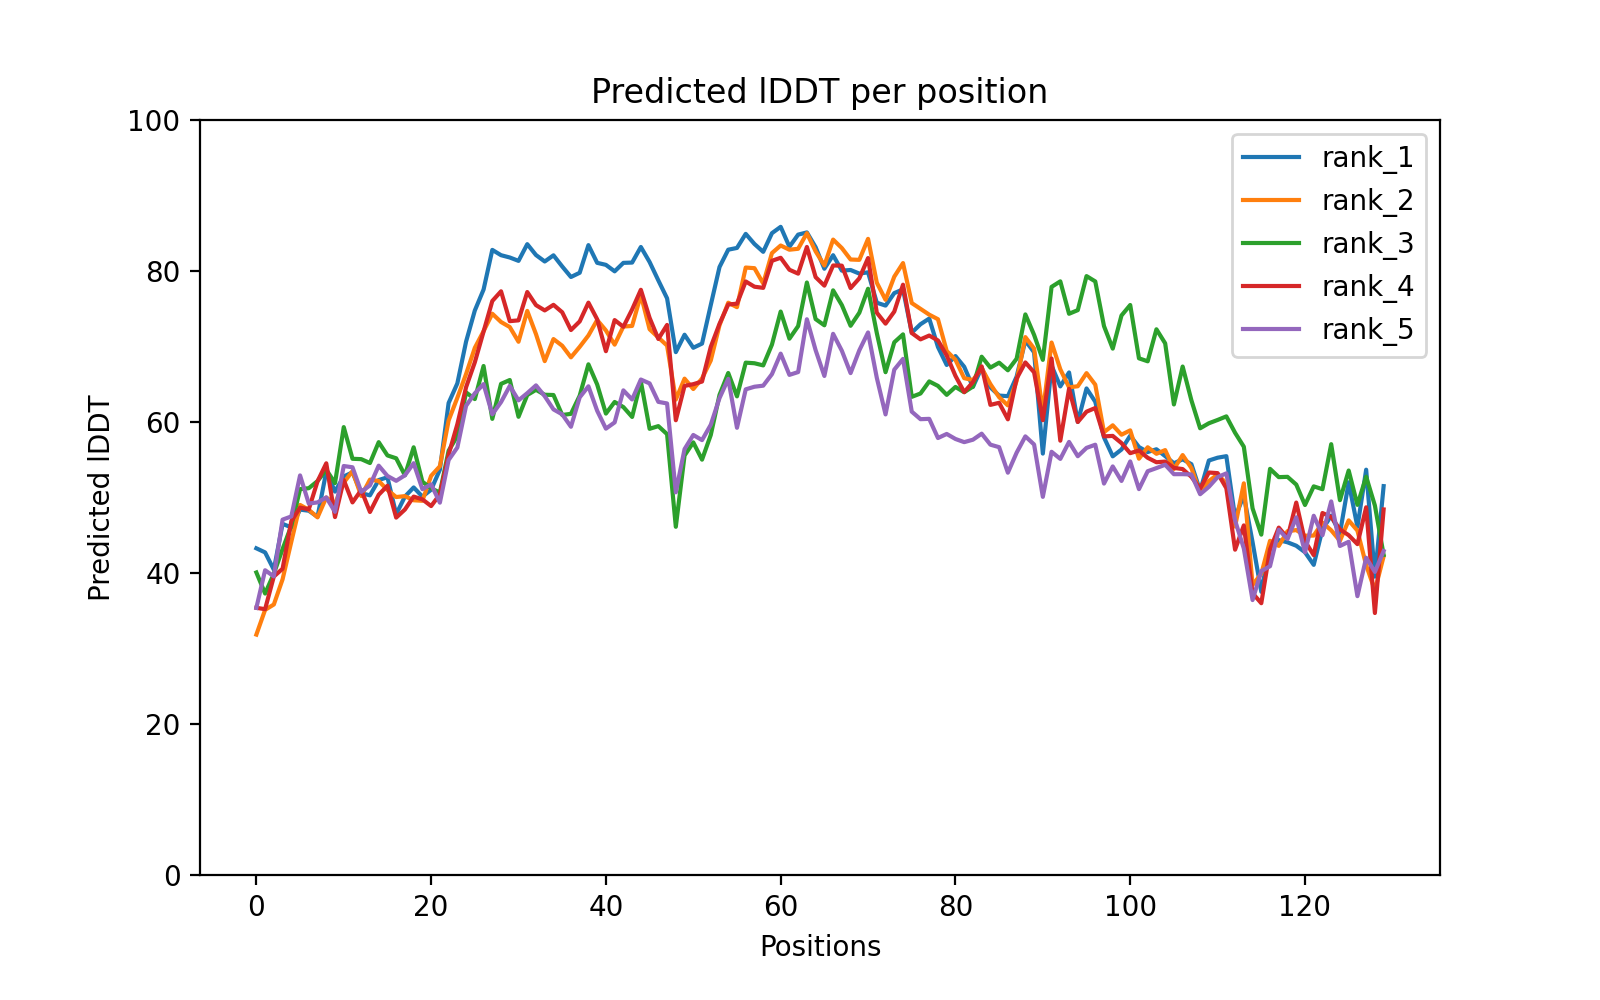 Predicted lDDT per position
100
80
60
40
20
0
Predicted lDDT
0 20 40 60 80 100 120
Positions
rank_1
rank_2
rank_3
rank_4
rank_5